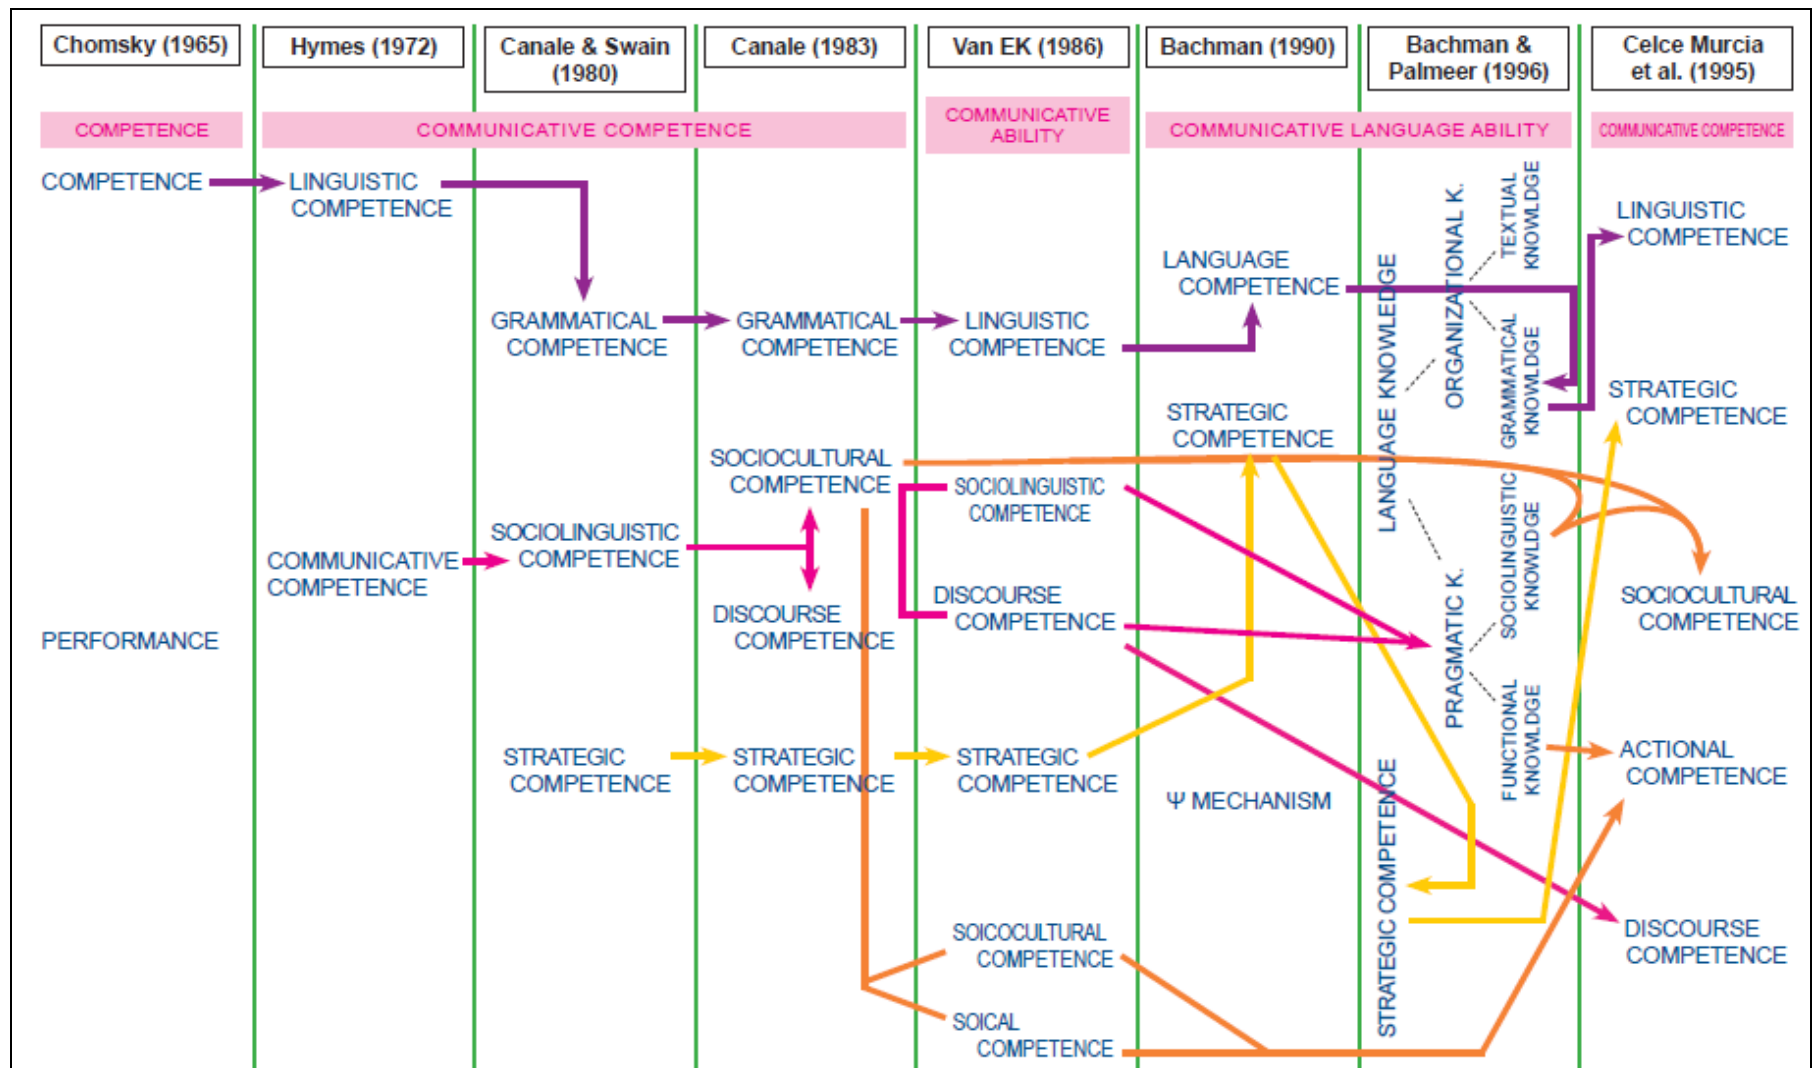 Chomsky (1965)
Hymes (1972)
Canale & Swain
(1980)
Canale (1983)
Van EK (1986)
Bachman (1990)
Bachman &
Palmeer (1996)
Celce Murcia
et al. (1995)
COMPETENCE
COMMUNICATIVE COMPETENCE
COMMUNICATIVE
ABILITY
COMMUNICATIVE LANGUAGE ABILITY
COMMUNICATIVE COMPETENCE
COMPETENCE
PERFORMANCE
LINGUISTIC
COMPETENCE
COMMUNICATIVE
COMPETENCE
GRAMMATICAL
COMPETENCE
SOCIOLINGUISTIC
COMPETENCE
STRATEGIC
COMPETENCE
GRAMMATICAL
COMPETENCE
SOCIOCULTURAL
COMPETENCE
DISCOURSE
COMPETENCE
STRATEGIC
COMPETENCE
LINGUISTIC
COMPETENCE
SOCIOLINGUISTIC
COMPETENCE
DISCOURSE
COMPETENCE
STRATEGIC
COMPETENCE
SOICOCULTURAL
COMPETENCE
SOICAL
COMPETENCE
LANGUAGE
COMPETENCE
STRATEGIC
COMPETENCE
Ψ MECHANISM
LANGUAGE KNOWLEDGE
ORGANIZATIONAL K.
TEXTUAL
KNOWLDGE
GRAMMATICAL
KNOWLDGE
PRAGMATIC K.
SOCIOLINGUISTIC
KNOWLDGE
FUNCTIONAL
KNOWLDGE
STRATEGIC COMPETENCE
LINGUISTIC
COMPETENCE
STRATEGIC
COMPETENCE
SOCIOCULTURAL
COMPETENCE
ACTIONAL
COMPETENCE
DISCOURSE
COMPETENCE